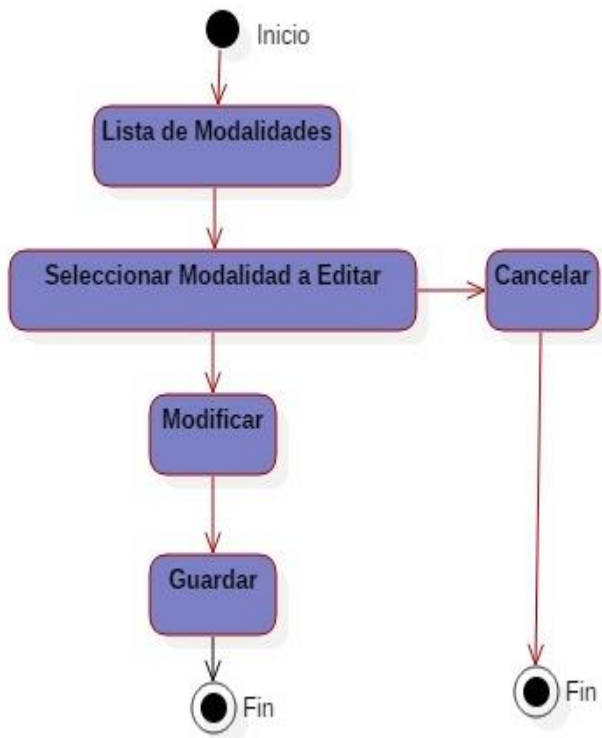 Inicio
Lista de Modalidades
Seleccionar Modalidad a Editar
Cancelar
Modificar
Guardar
Fin
Fin